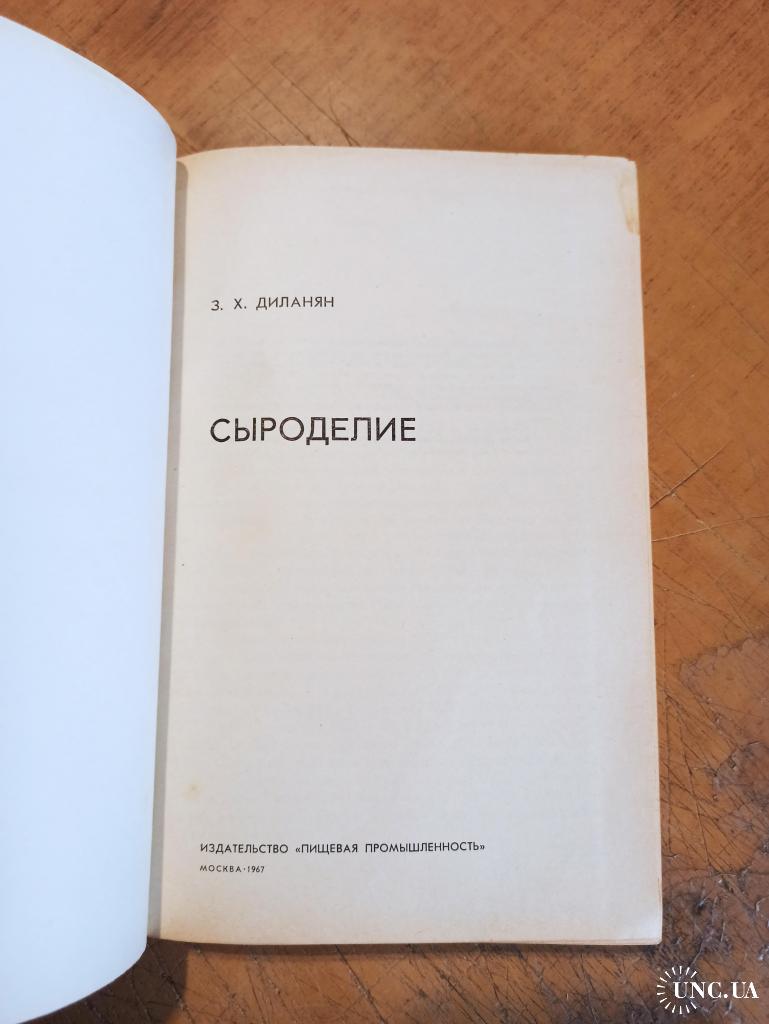 З. Х. ДИЛАНЯН
СЫРОДЕЛИЕ
ИЗДАТЕЛЬСТВО «ПИЩЕВАЯ ПРОМЫШЛЕННОСТЬ»
МОСКВА · 1967
UNC.UA